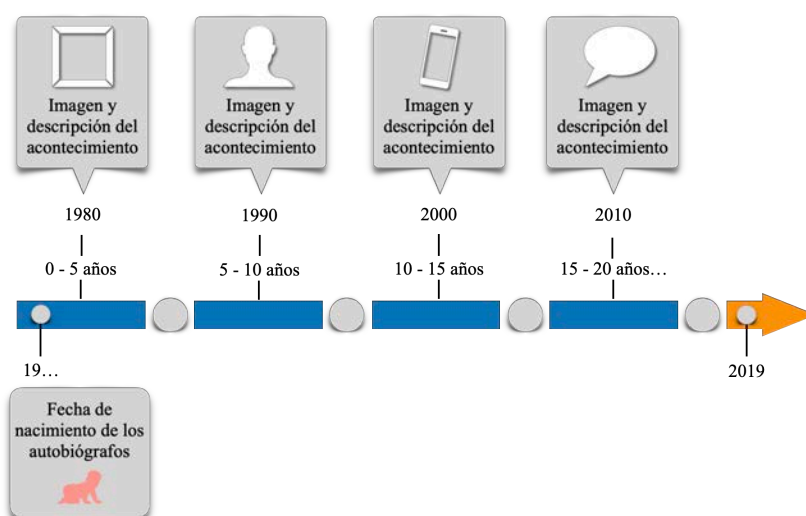 Imagen y
descripción del
acontecimiento
Imagen y
descripción del
acontecimiento
Imagen y
descripción del
acontecimiento
Imagen y
descripción del
acontecimiento
1980
1990
2000
2010
0 - 5 años
5 - 10 años
10 - 15 años
15 - 20 años...
19...
2019
Fecha de
nacimiento de los
autobiógrafos